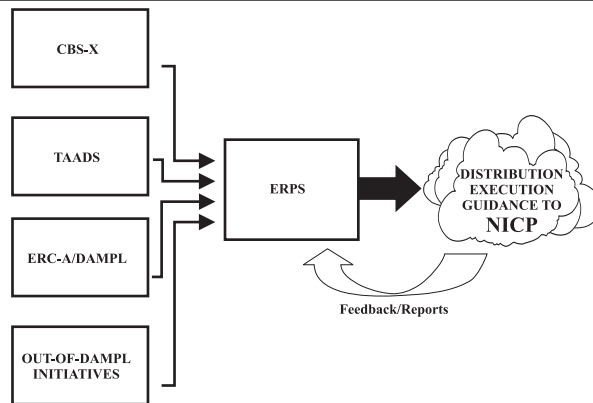 CBS-X
TAADS
ERC-A/DAMPL
OUT-OF-DAMPL
INITIATIVES
ERPS
DISTRIBUTION
EXECUTION
GUIDANCE TO
NICP
Feedback/Reports